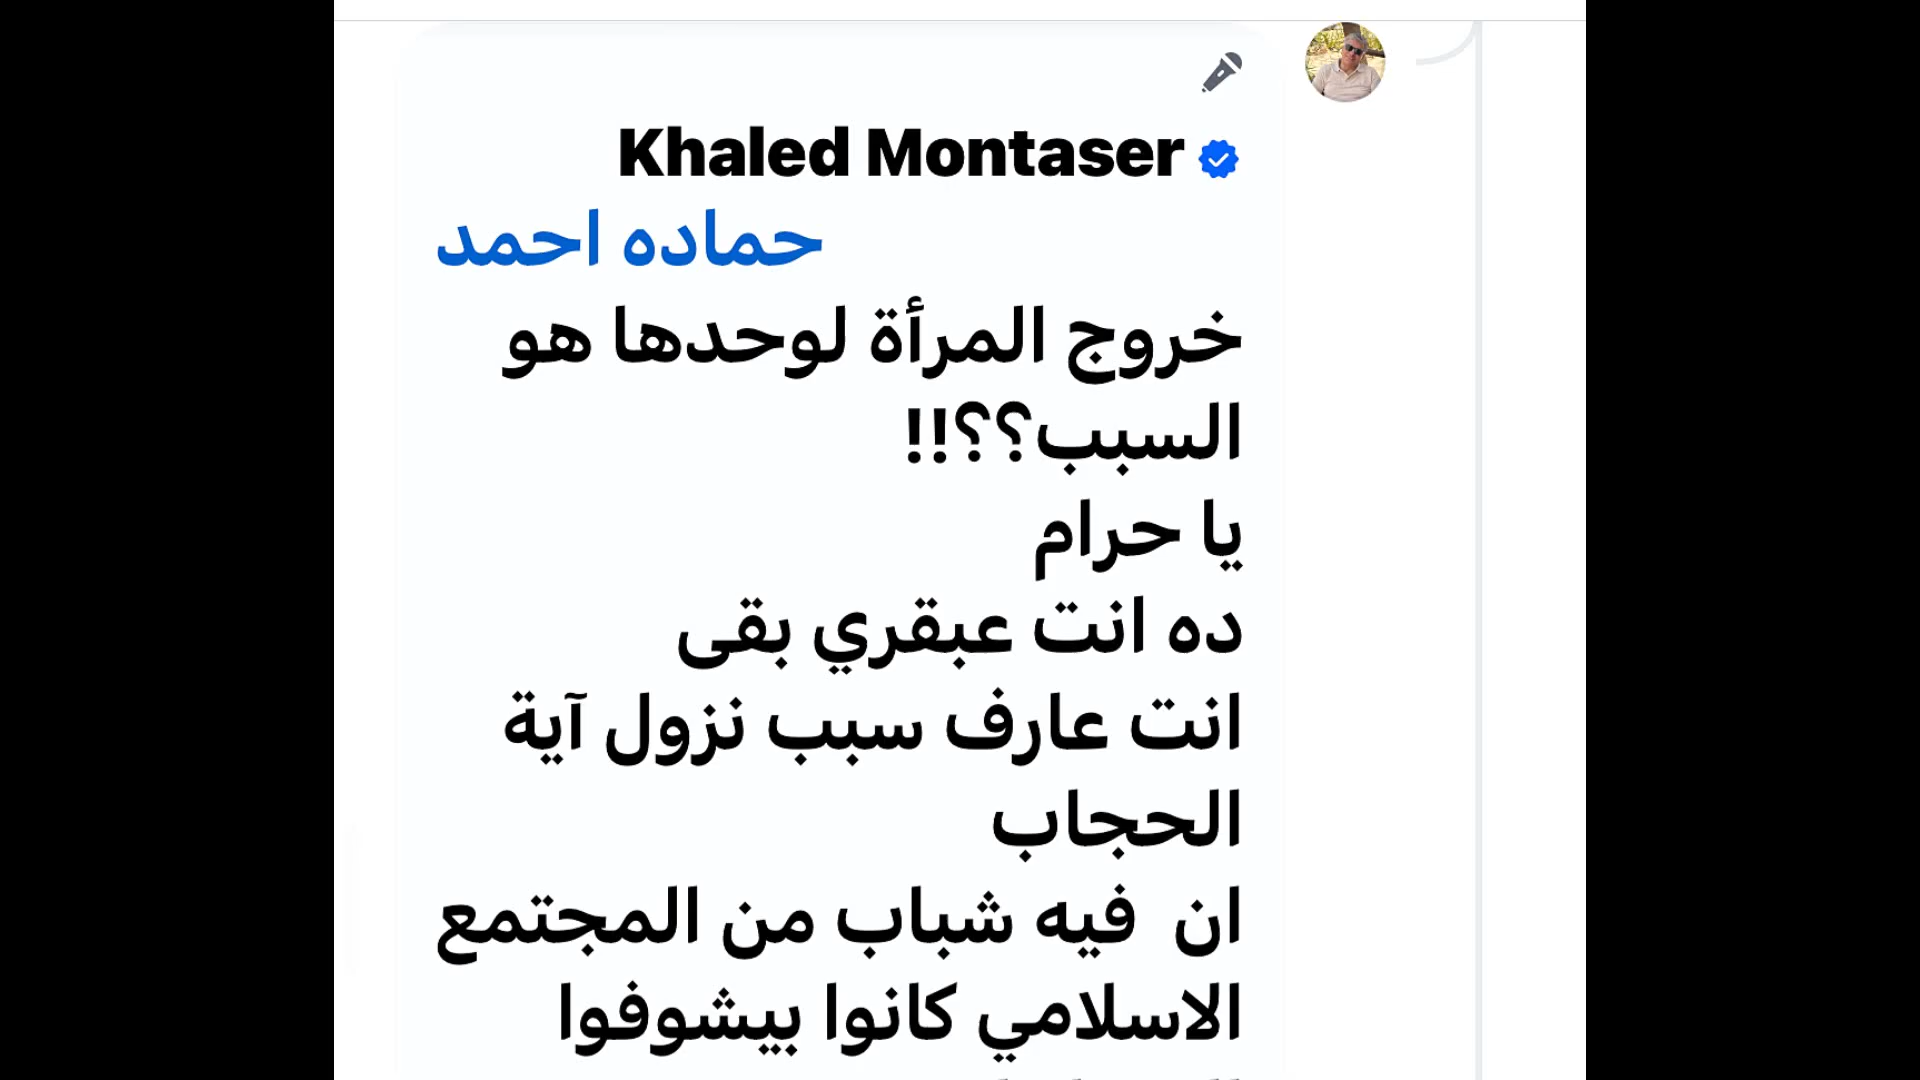 Khaled Montaser
حماده احمد
خروج المرأة لوحدها هو
السبب؟؟!!
يا حرام
ده انت عبقري بقى
انت عارف سبب نزول آية
الحجاب
ان فيه شباب من المجتمع
الاسلامي كانوا بيشوفوا